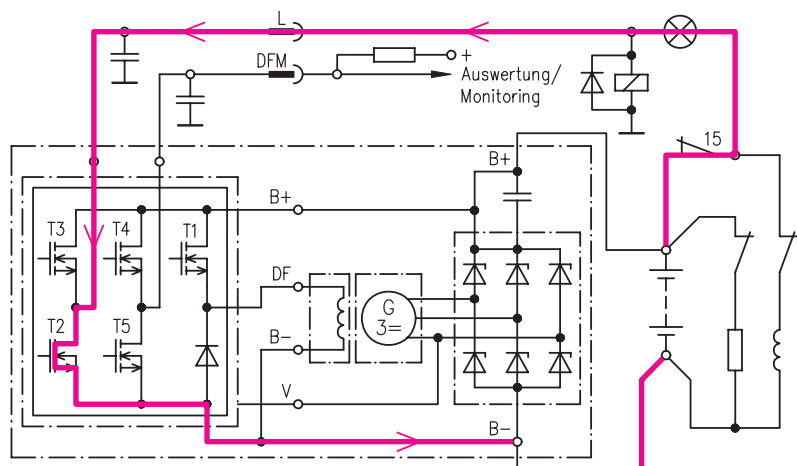 L
DFM
+
Auswertung/
Monitoring
15
B+
B+
T3
T4
T1
DF
G
3=
T2
T5
B-
V
B-